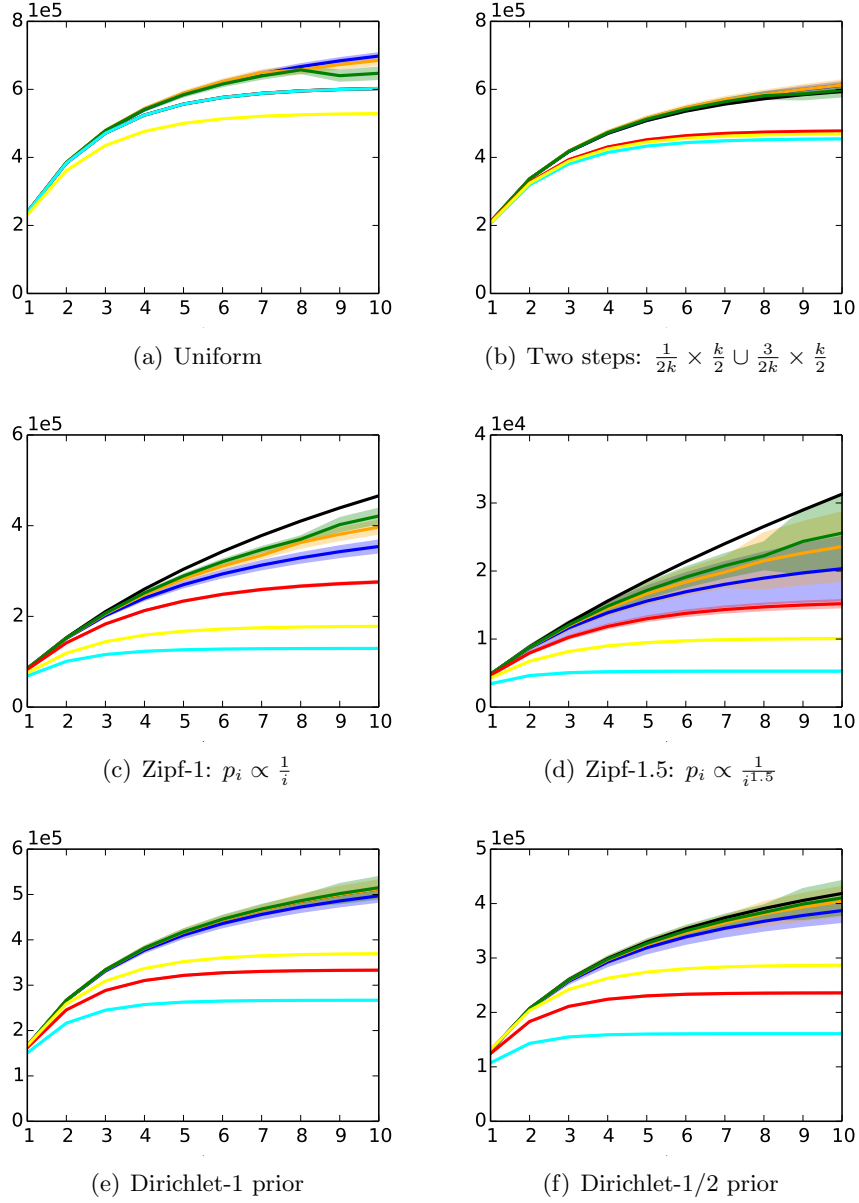 8 1e5
6
4
2
0
1 2 3 4 5 6 7 8 9 10
(a) Uniform
8 1e5
6
4
2
0
1 2 3 4 5 6 7 8 9 10
(b) Two steps: 1/2k × k/2 ∪ 3/2k × k/2
6 1e5
4
2
0
1 2 3 4 5 6 7 8 9 10
(c) Zipf-1: p_i ∝ 1/i
4 1e4
3
2
1
0
1 2 3 4 5 6 7 8 9 10
(d) Zipf-1.5: p_i ∝ 1/i^1.5
6 1e5
5
4
3
2
1
0
1 2 3 4 5 6 7 8 9 10
(e) Dirichlet-1 prior
5 1e5
4
3
2
1
0
1 2 3 4 5 6 7 8 9 10
(f) Dirichlet-1/2 prior